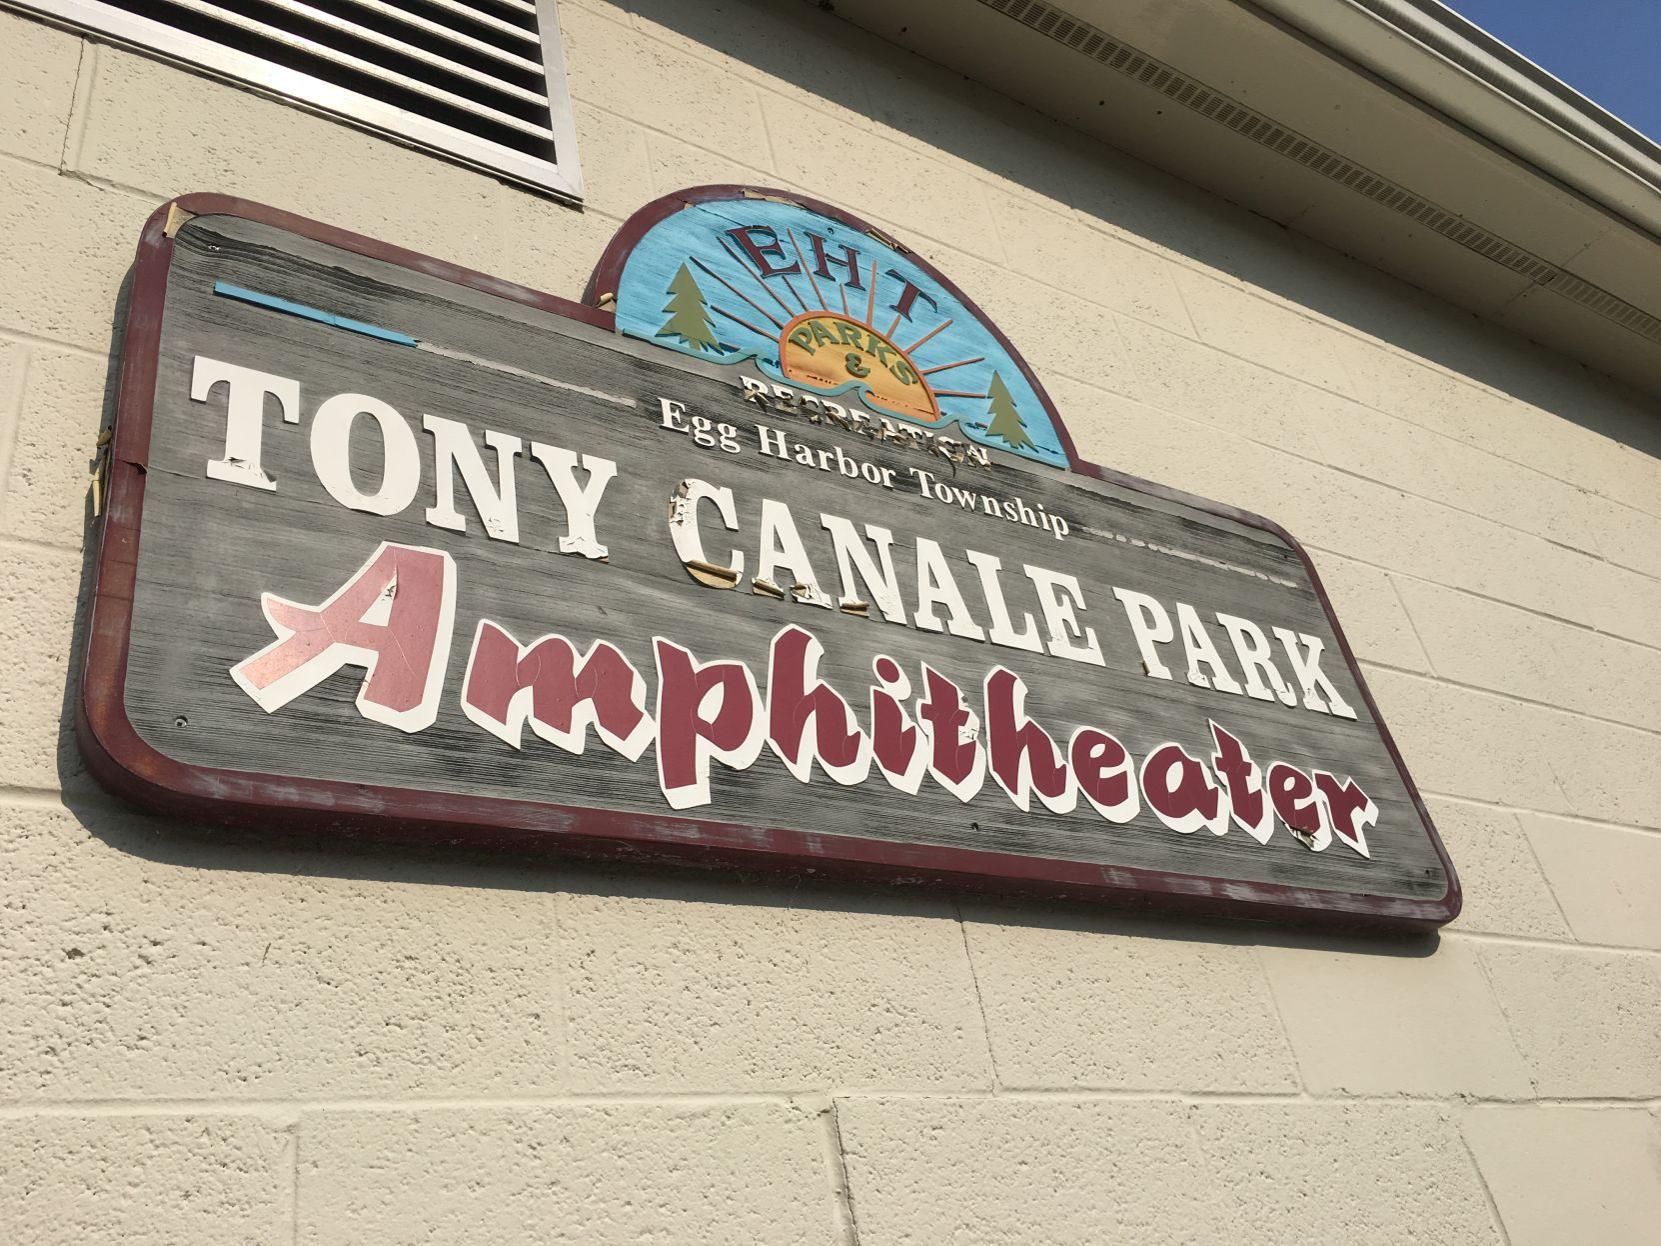 EHT
PARKS
&
RECREATION
Egg Harbor Township
TONY CANALE PARK
Amphitheater